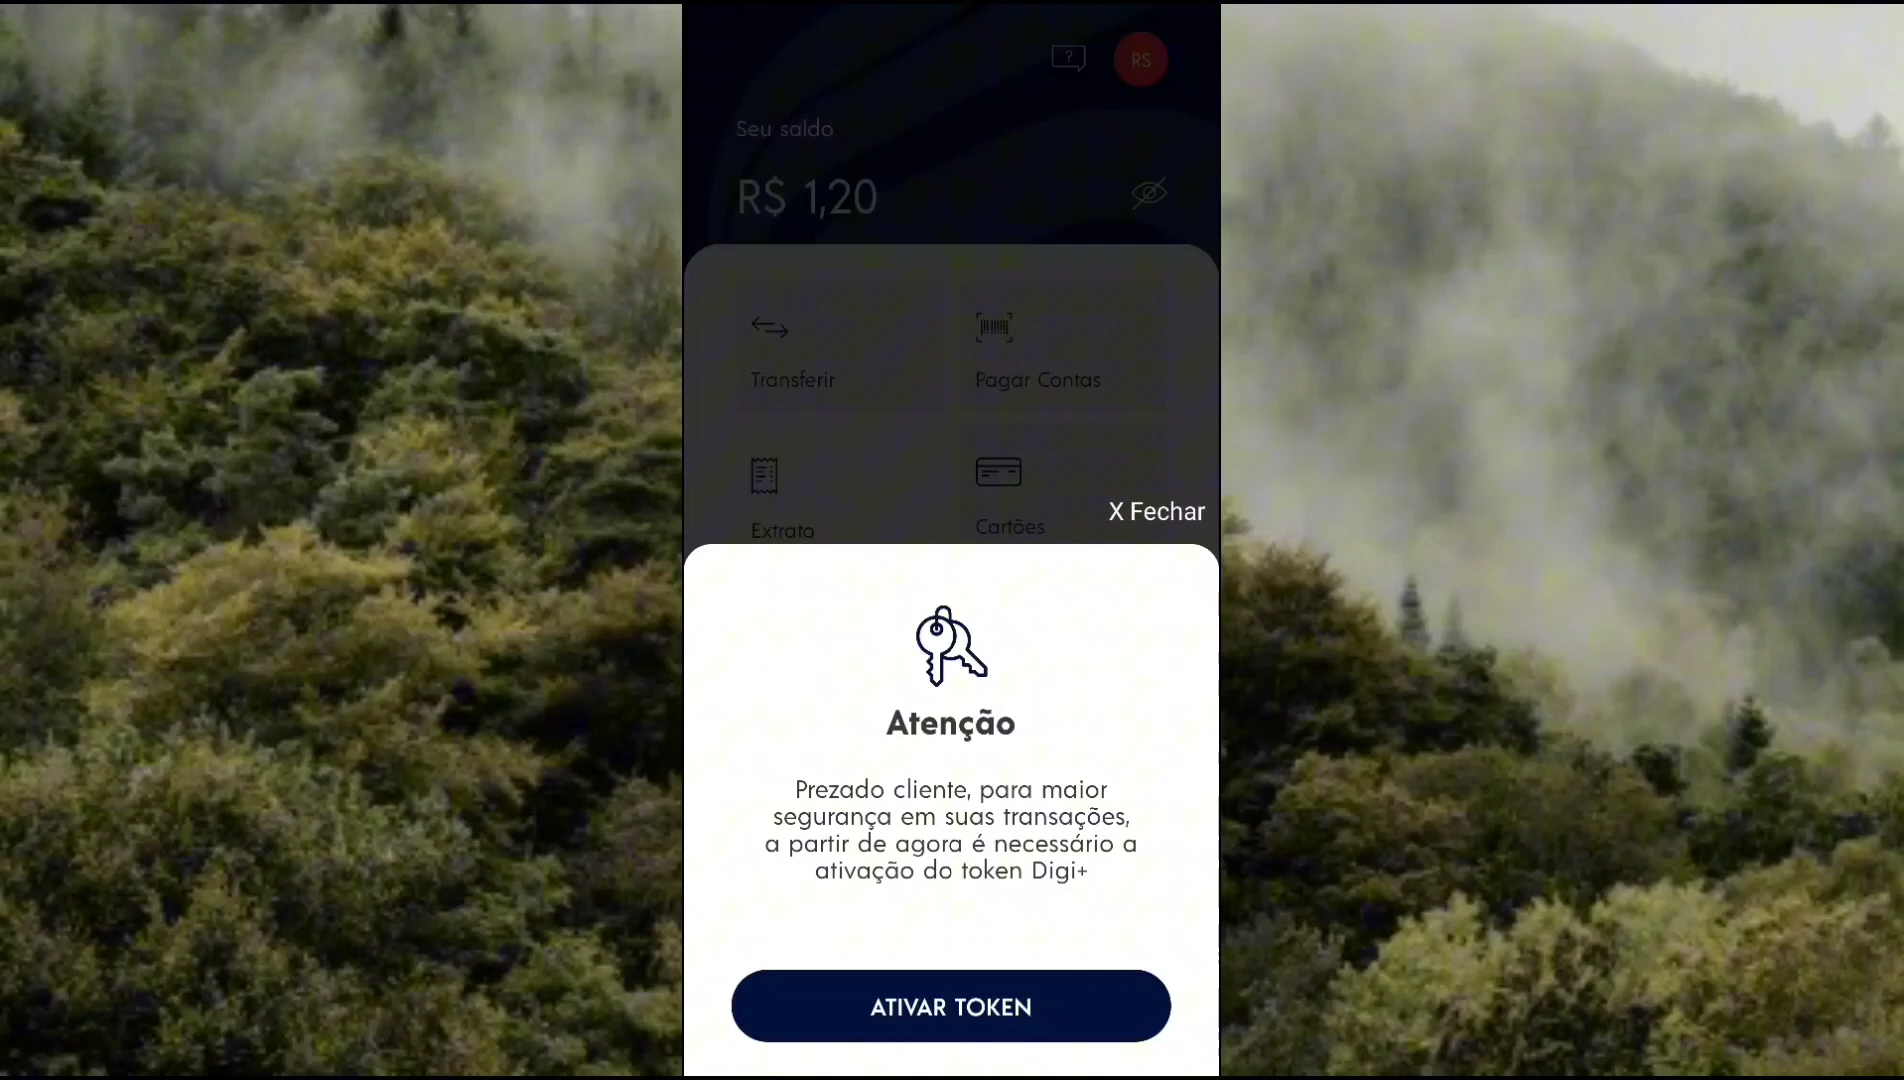 RS
Seu saldo
R$ 1,20
Transferir
Pagar Contas
Extrato
Cartões
X Fechar
Atenção
Prezado cliente, para maior
segurança em suas transações,
a partir de agora é necessário a
ativação do token Digi+
ATIVAR TOKEN